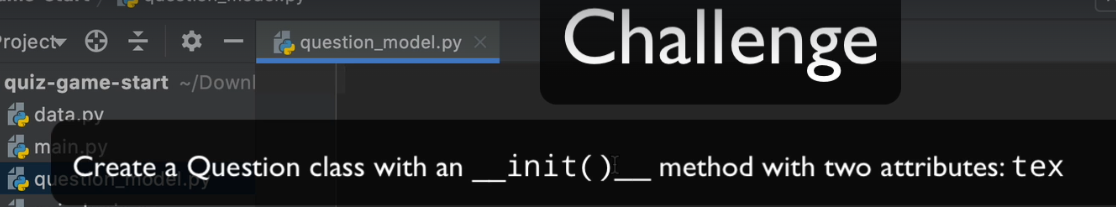 Challenge
Project
question_model.py
quiz-game-start ~/Downl
data.py
main.py
Create a Question class with an __init()__ method with two attributes: tex
question_model.py